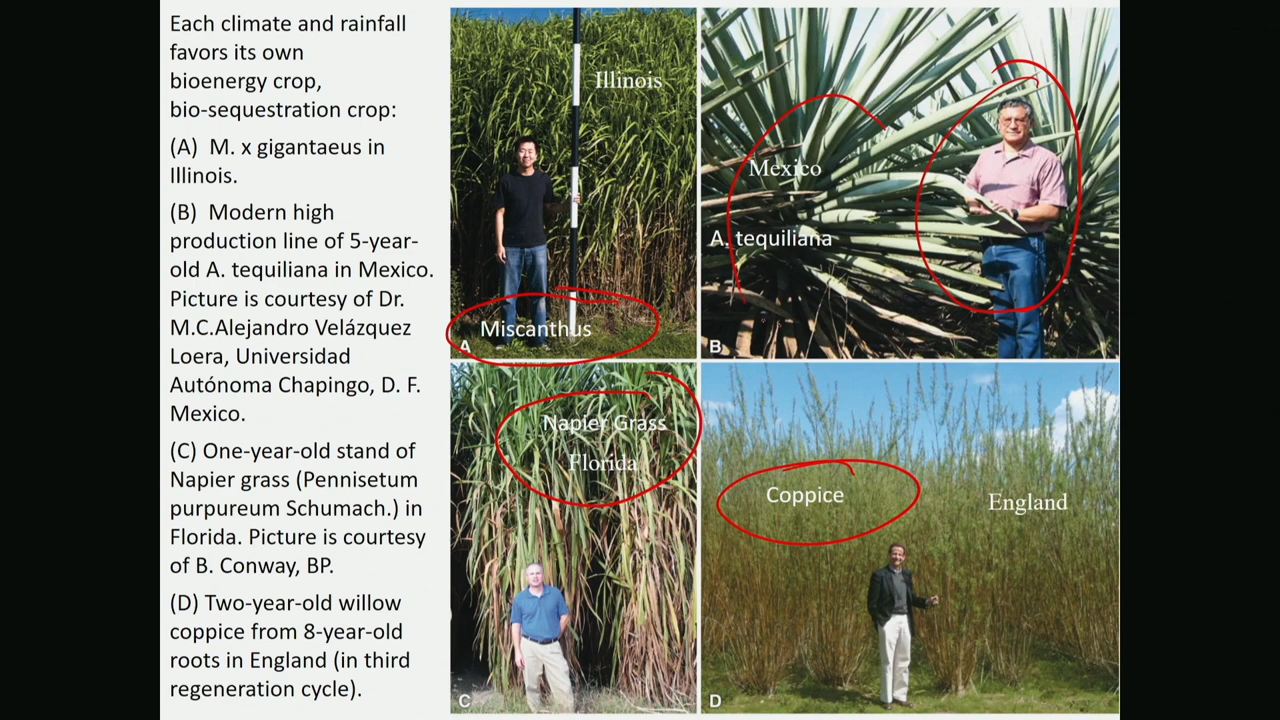 Each climate and rainfall
favors its own
bioenergy crop,
bio-sequestration crop:
(A) M. x gigantaeus in
Illinois.
(B) Modern high
production line of 5-year-
old A. tequiliana in Mexico.
Picture is courtesy of Dr.
M.C.Alejandro Velázquez
Loera, Universidad
Autónoma Chapingo, D. F.
Mexico.
(C) One-year-old stand of
Napier grass (Pennisetum
purpureum Schumach.) in
Florida. Picture is courtesy
of B. Conway, BP.
(D) Two-year-old willow
coppice from 8-year-old
roots in England (in third
regeneration cycle).
Illinois
Miscanthus
A
Mexico
A. tequiliana
B
Napier Grass
Florida
C
Coppice
England
D